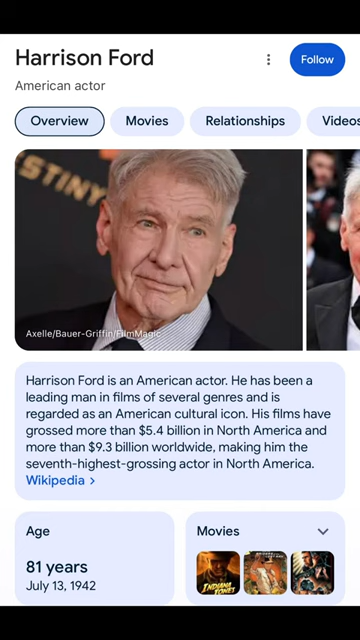 Harrison Ford
Follow
American actor
Overview
Movies
Relationships
Videos
STINY
Axelle/Bauer-Griffin/FilmMagic
Harrison Ford is an American actor. He has been a
leading man in films of several genres and is
regarded as an American cultural icon. His films have
grossed more than $5.4 billion in North America and
more than $9.3 billion worldwide, making him the
seventh-highest-grossing actor in North America.
Wikipedia
Age
81 years
July 13, 1942
Movies
INDIANA
JONES